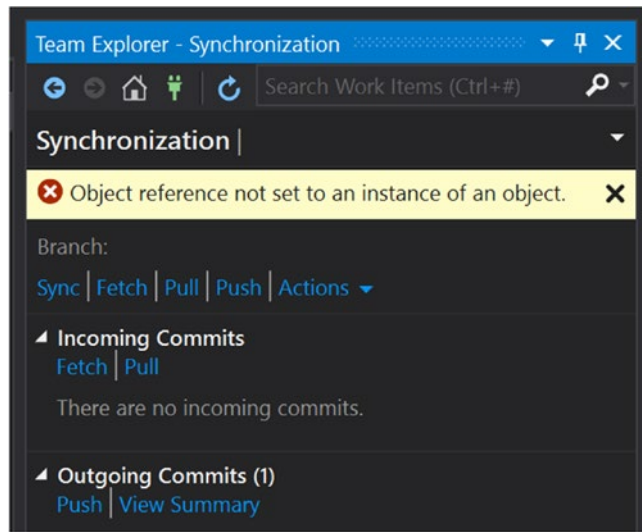 Team Explorer - Synchronization
Search Work Items (Ctrl+#)
Synchronization |
Object reference not set to an instance of an object.
Branch:
Sync | Fetch | Pull | Push | Actions
Incoming Commits
Fetch | Pull
There are no incoming commits.
Outgoing Commits (1)
Push | View Summary